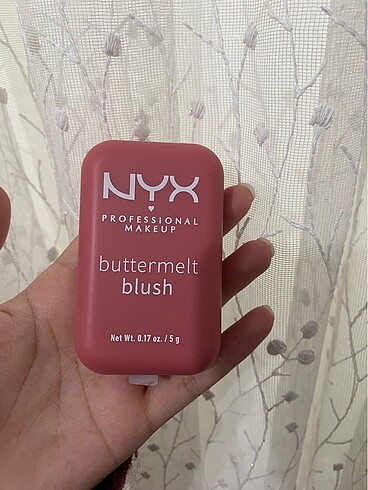 NYX
PROFESSIONAL
MAKEUP
buttermelt
blush
Net Wt. 0.17 oz. / 5 g